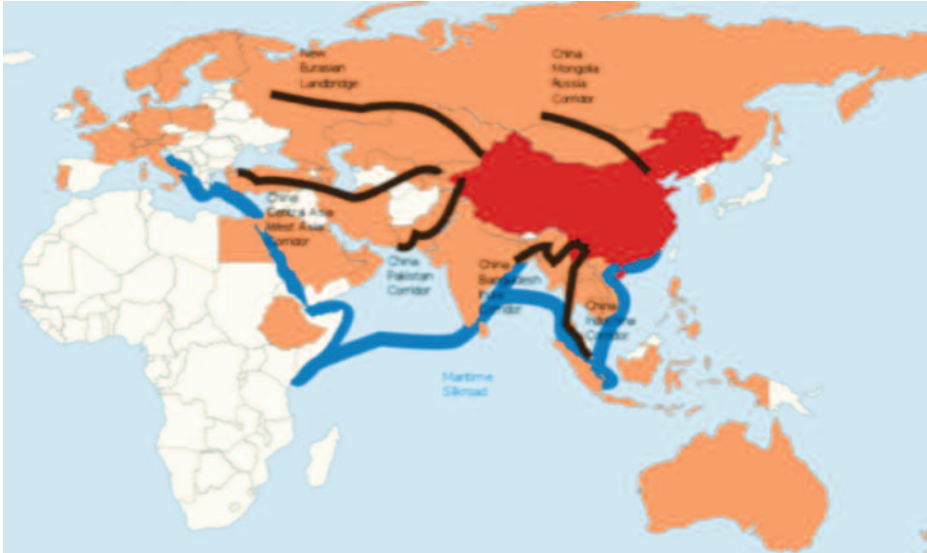 New
Eurasian
Landbridge
China
Mongolia
Russia
Corridor
China
Central Asia
West Asia
Corridor
China
Pakistan
Corridor
China
Bangladesh
India
Corridor
China
Indochina
Corridor
Maritime
Silkroad